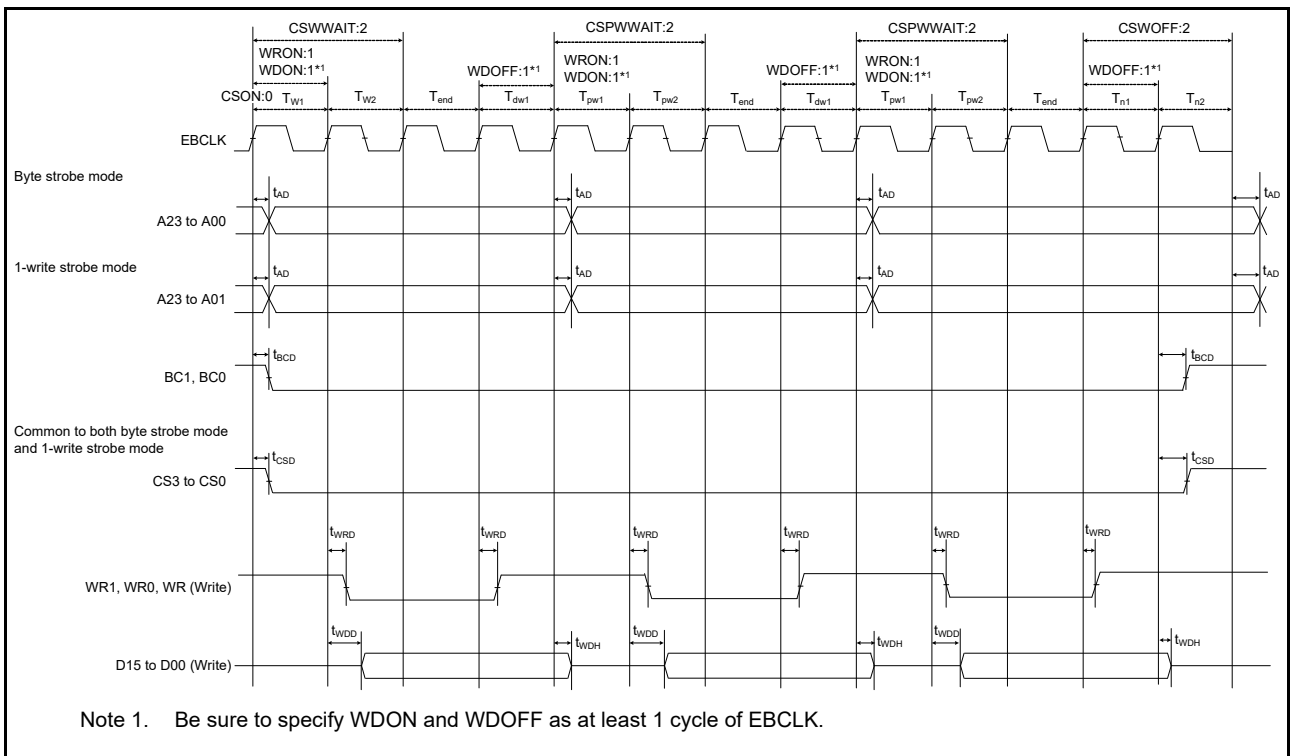 CSWWAIT:2 CSPWWAIT:2 CSPWWAIT:2 CSWOFF:2
WRON:1 WRON:1 WRON:1
WDON:1*1 WDOFF:1*1 WDON:1*1 WDOFF:1*1 WDON:1*1 WDOFF:1*1
CSON:0 TW1 TW2 Tend Tdw1 Tpw1 Tpw2 Tend Tdw1 Tpw1 Tpw2 Tend Tn1 Tn2
EBCLK
Byte strobe mode
tAD tAD tAD tAD
A23 to A00
1-write strobe mode
tAD tAD tAD tAD
A23 to A01
tBCD tBCD
BC1, BC0
Common to both byte strobe mode
and 1-write strobe mode
tCSD tCSD
CS3 to CS0
tWRD tWRD tWRD tWRD tWRD tWRD
WR1, WR0, WR (Write)
tWDD tWDH tWDD tWDH tWDD tWDH
D15 to D00 (Write)
Note 1. Be sure to specify WDON and WDOFF as at least 1 cycle of EBCLK.